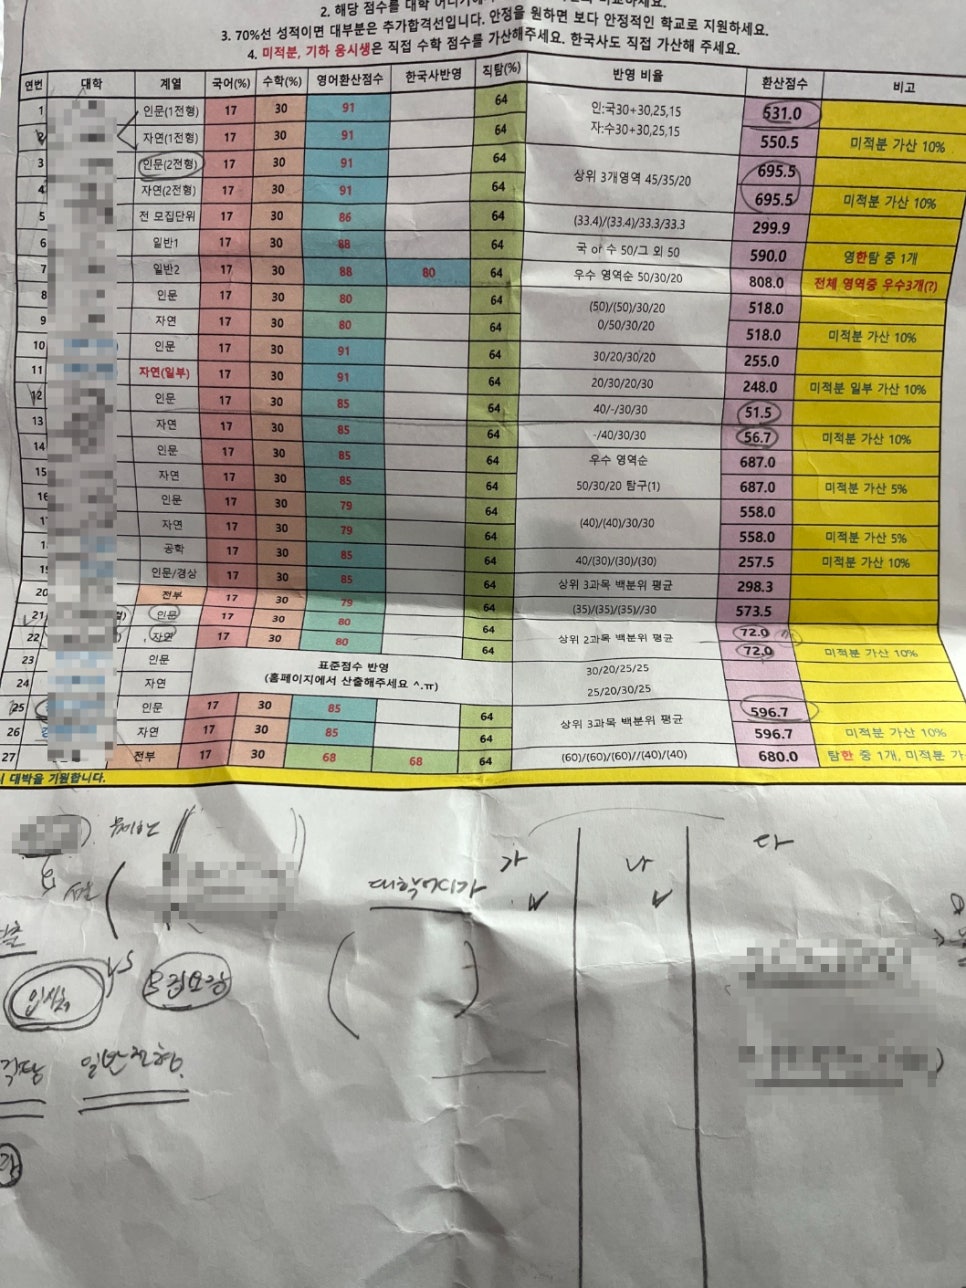 2. 해당 점수를 대학 어디가에
3. 70%선 성적이면 대부분은 추가합격선입니다. 안정을 원하면 보다 안정적인 학교로 지원하세요.
4. 미적분, 기하 응시생은 직접 수학 점수를 가산해주세요. 한국사도 직접 가산해 주세요.
연번 대학 계열 국어(%) 수학(%) 영어환산점수 한국사반영 직탐(%) 반영 비율 환산점수 비고
1 인문(1전형) 17 30 91 64 인:국30+30,25,15 531.0
2 자연(1전형) 17 30 91 64 자:수30+30,25,15 550.5 미적분 가산 10%
3 인문(2전형) 17 30 91 64 상위 3개영역 45/35/20 695.5
4 자연(2전형) 17 30 91 64 695.5 미적분 가산 10%
5 전 모집단위 17 30 86 64 (33.4)/(33.4)/33.3/33.3 299.9
6 일반1 17 30 88 64 국 or 수 50/그 외 50 590.0 영한탐 중 1개
7 일반2 17 30 88 80 64 우수 영역순 50/30/20 808.0 전체 영역중 우수3개(?)
8 인문 17 30 80 64 (50)/(50)/30/20 518.0
9 자연 17 30 80 64 0/50/30/20 518.0 미적분 가산 10%
10 인문 17 30 91 64 30/20/30/20 255.0
11 자연(일부) 17 30 91 64 20/30/20/30 248.0 미적분 일부 가산 10%
12 인문 17 30 85 64 40/-/30/30 51.5
13 자연 17 30 85 64 -/40/30/30 56.7 미적분 가산 10%
14 인문 17 30 85 64 우수 영역순 687.0
15 자연 17 30 85 64 50/30/20 탐구(1) 687.0 미적분 가산 5%
16 인문 17 30 79 64 (40)/(40)/30/30 558.0
자연 17 30 79 64 558.0 미적분 가산 5%
공학 17 30 85 64 40/(30)/(30)/(30) 257.5 미적분 가산 10%
인문/경상 17 30 85 64 상위 3과목 백분위 평균 298.3
20 전부 17 30 79 64 (35)/(35)/(35)//30 573.5
21 인문 17 30 80 64 상위 2과목 백분위 평균 72.0
22 자연 17 30 80 64 72.0 미적분 가산 10%
23 인문 표준점수 반영 30/20/25/25
24 자연 (홈페이지에서 산출해주세요 ^.ㅠ) 25/20/30/25
25 인문 17 30 85 64 상위 3과목 백분위 평균 596.7
26 자연 17 30 85 64 596.7 미적분 가산 10%
27 전부 17 30 68 68 64 (60)/(60)/(60)//(40)/(40) 680.0 탐한 중 1개, 미적분 가
대박을 기원합니다.
가 나 다
대학어디가
모집요강
일반전형